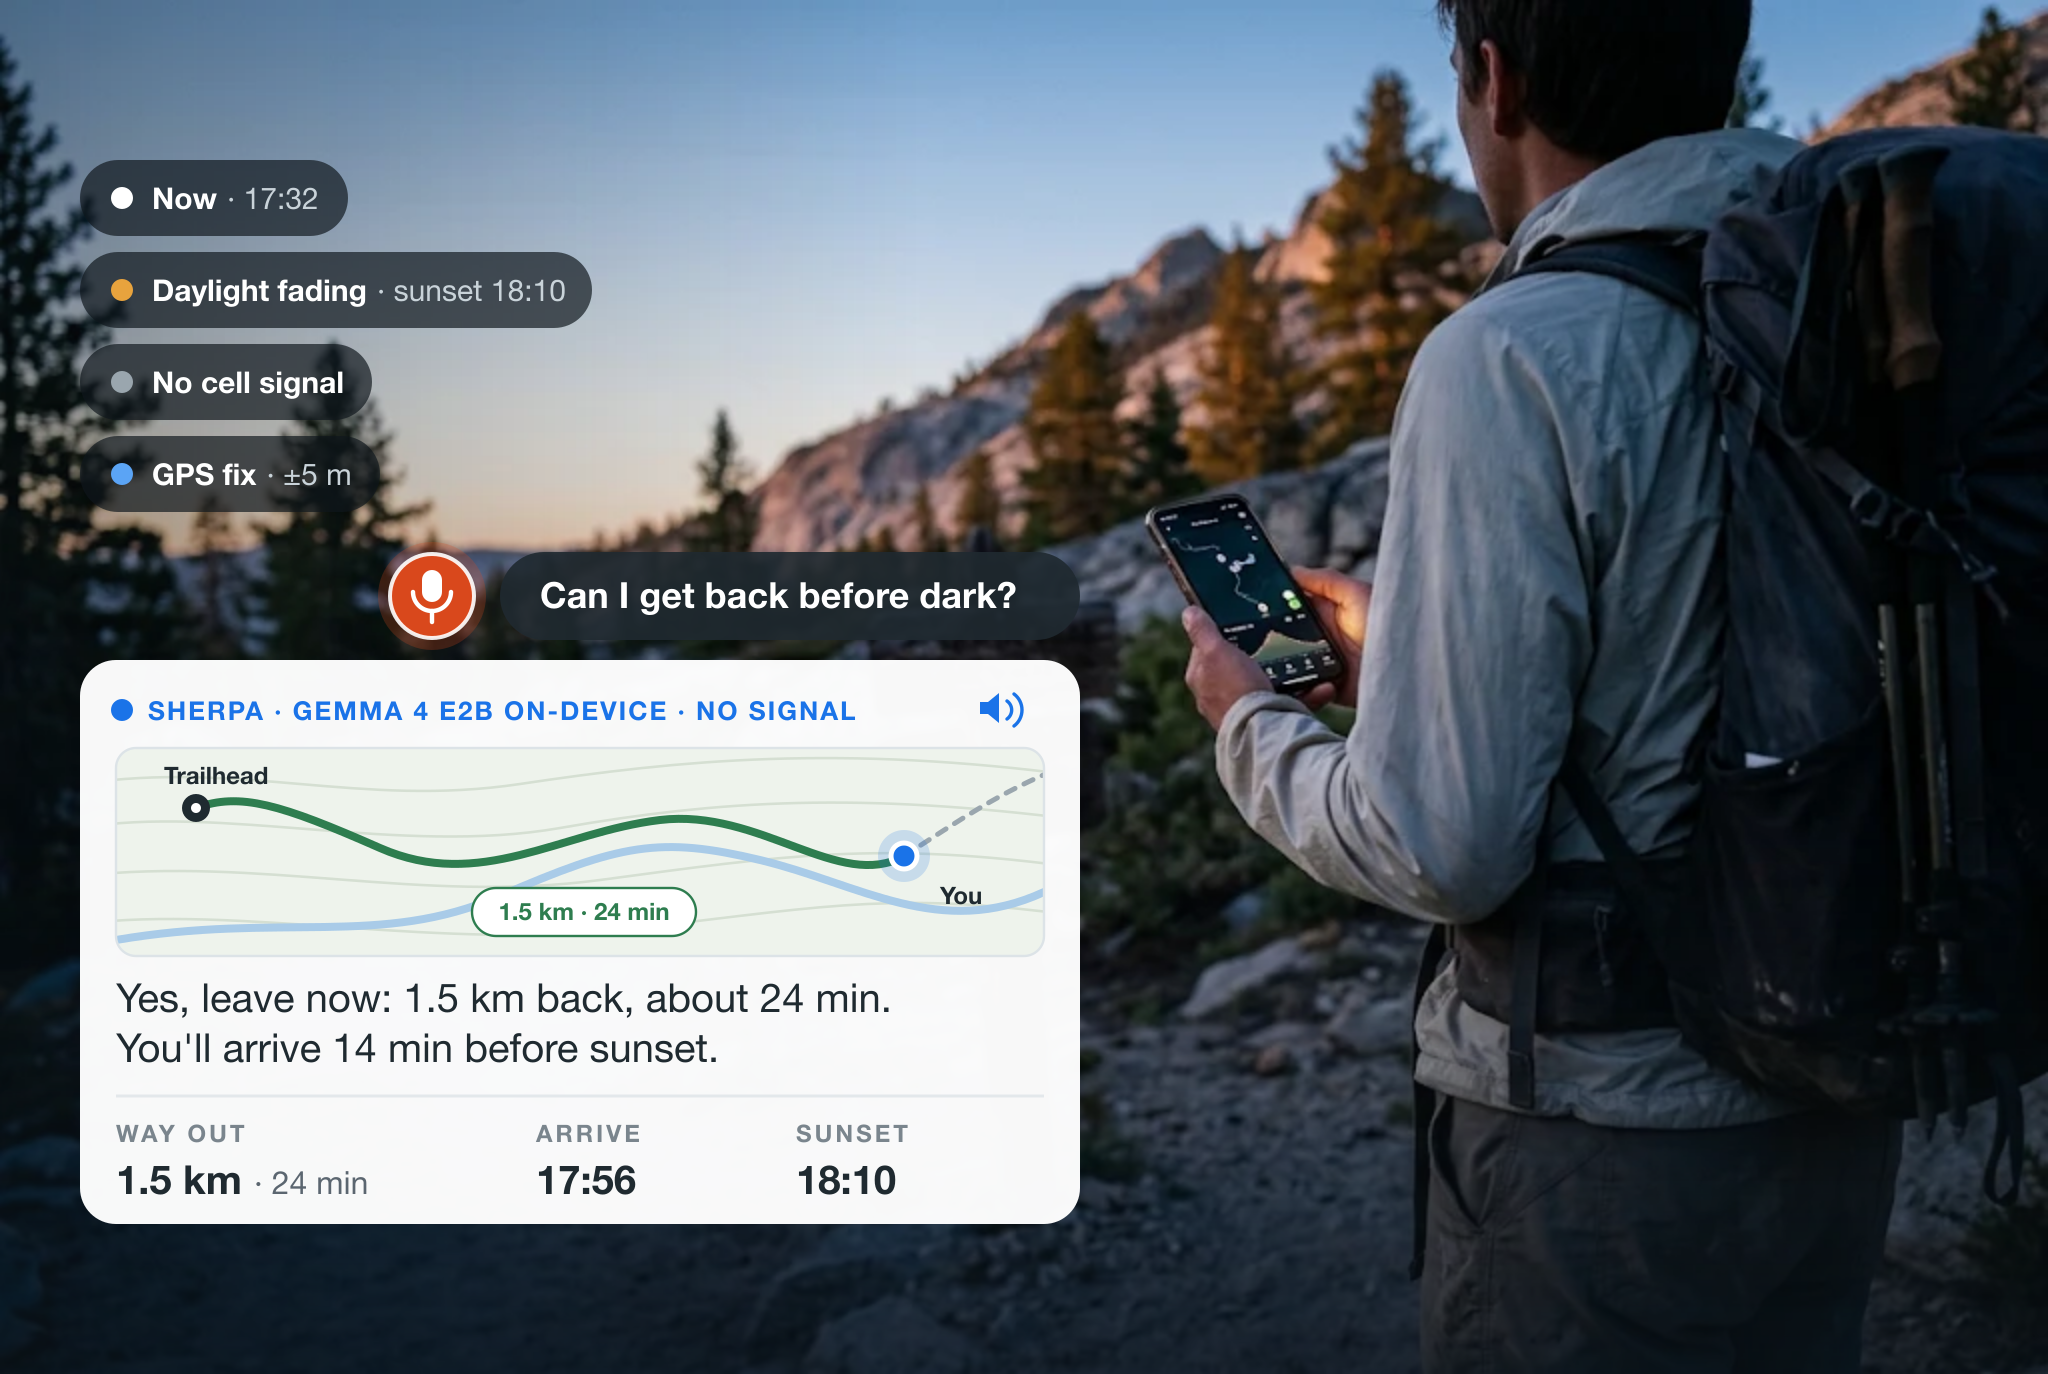 Now · 17:32
Daylight fading · sunset 18:10
No cell signal
GPS fix · ±5 m
Can I get back before dark?
SHERPA · GEMMA 4 E2B ON-DEVICE · NO SIGNAL
Trailhead
You
1.5 km · 24 min
Yes, leave now: 1.5 km back, about 24 min.
You'll arrive 14 min before sunset.
WAY OUT ARRIVE SUNSET
1.5 km · 24 min 17:56 18:10